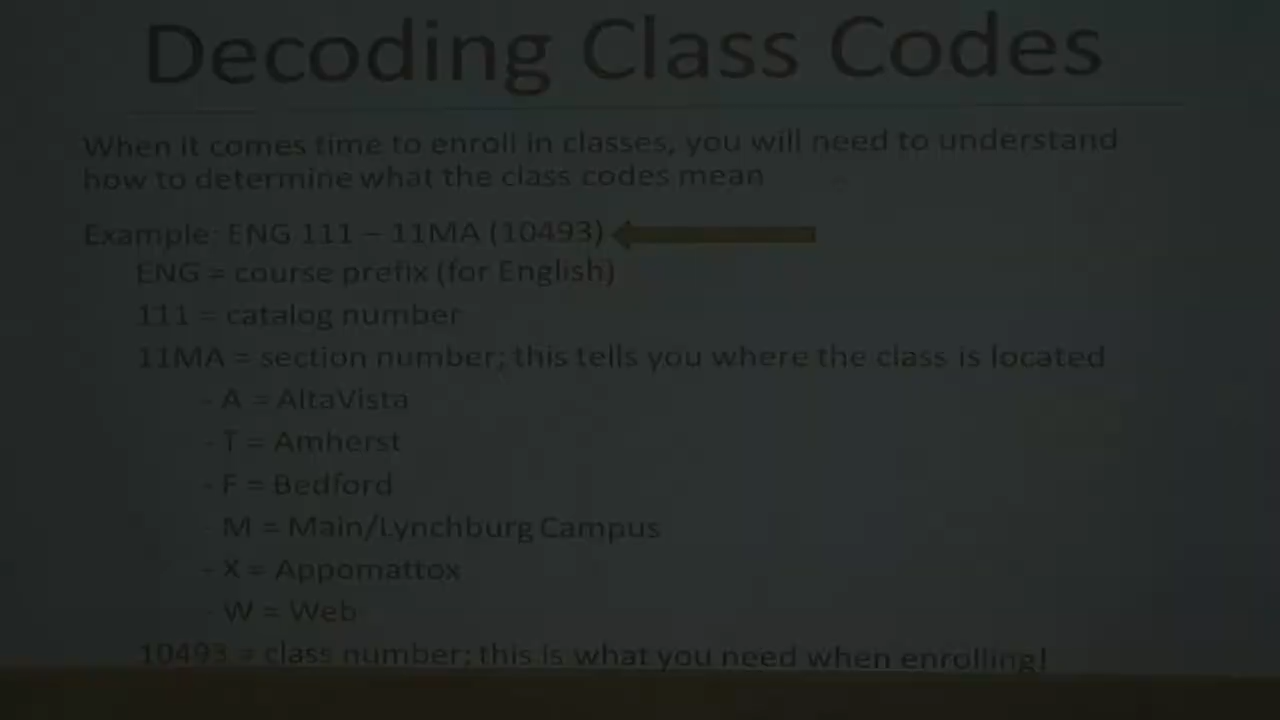 Decoding Class Codes
When it comes time to enroll in classes, you will need to understand
how to determine what the class codes mean
Example: ENG 111 – 11MA (10493)
ENG = course prefix (for English)
111 = catalog number
11MA = section number; this tells you where the class is located
- A = AltaVista
- T = Amherst
- F = Bedford
- M = Main/Lynchburg Campus
- X = Appomattox
- W = Web
10493 = class number; this is what you need when enrolling!